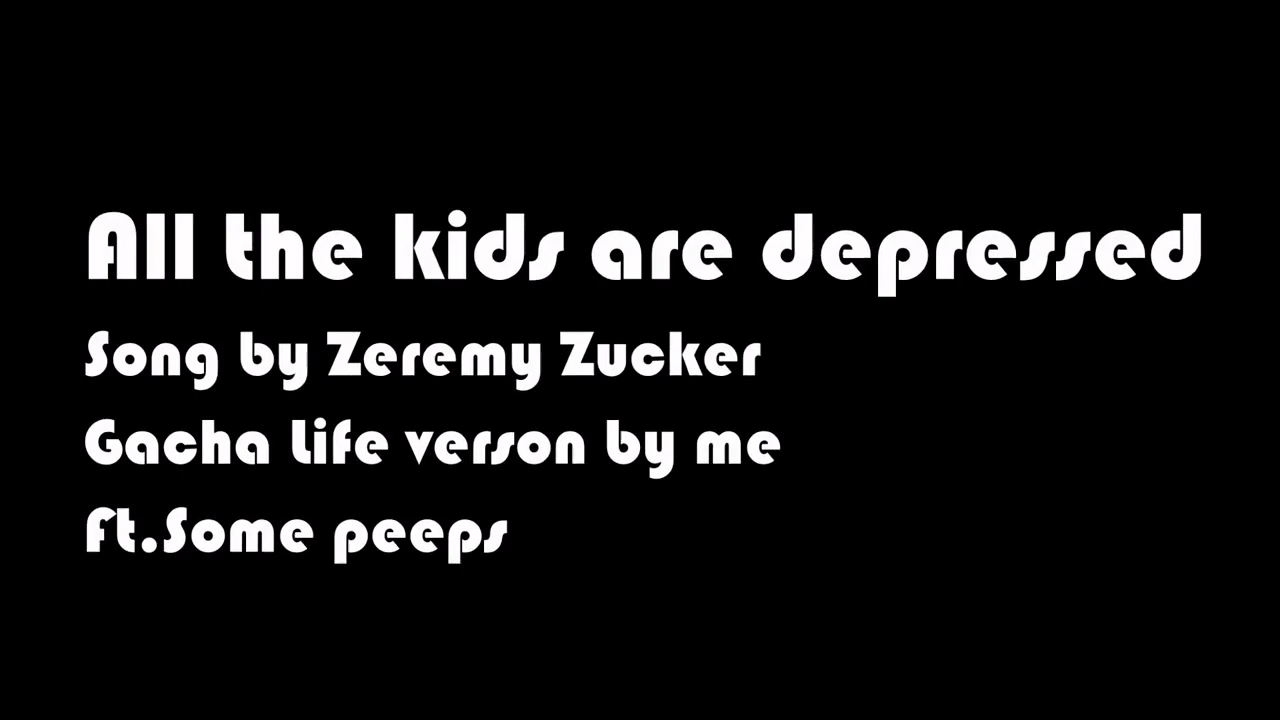 All the kids are depressed
Song by Zeremy Zucker
Gacha Life verson by me
Ft.Some peeps